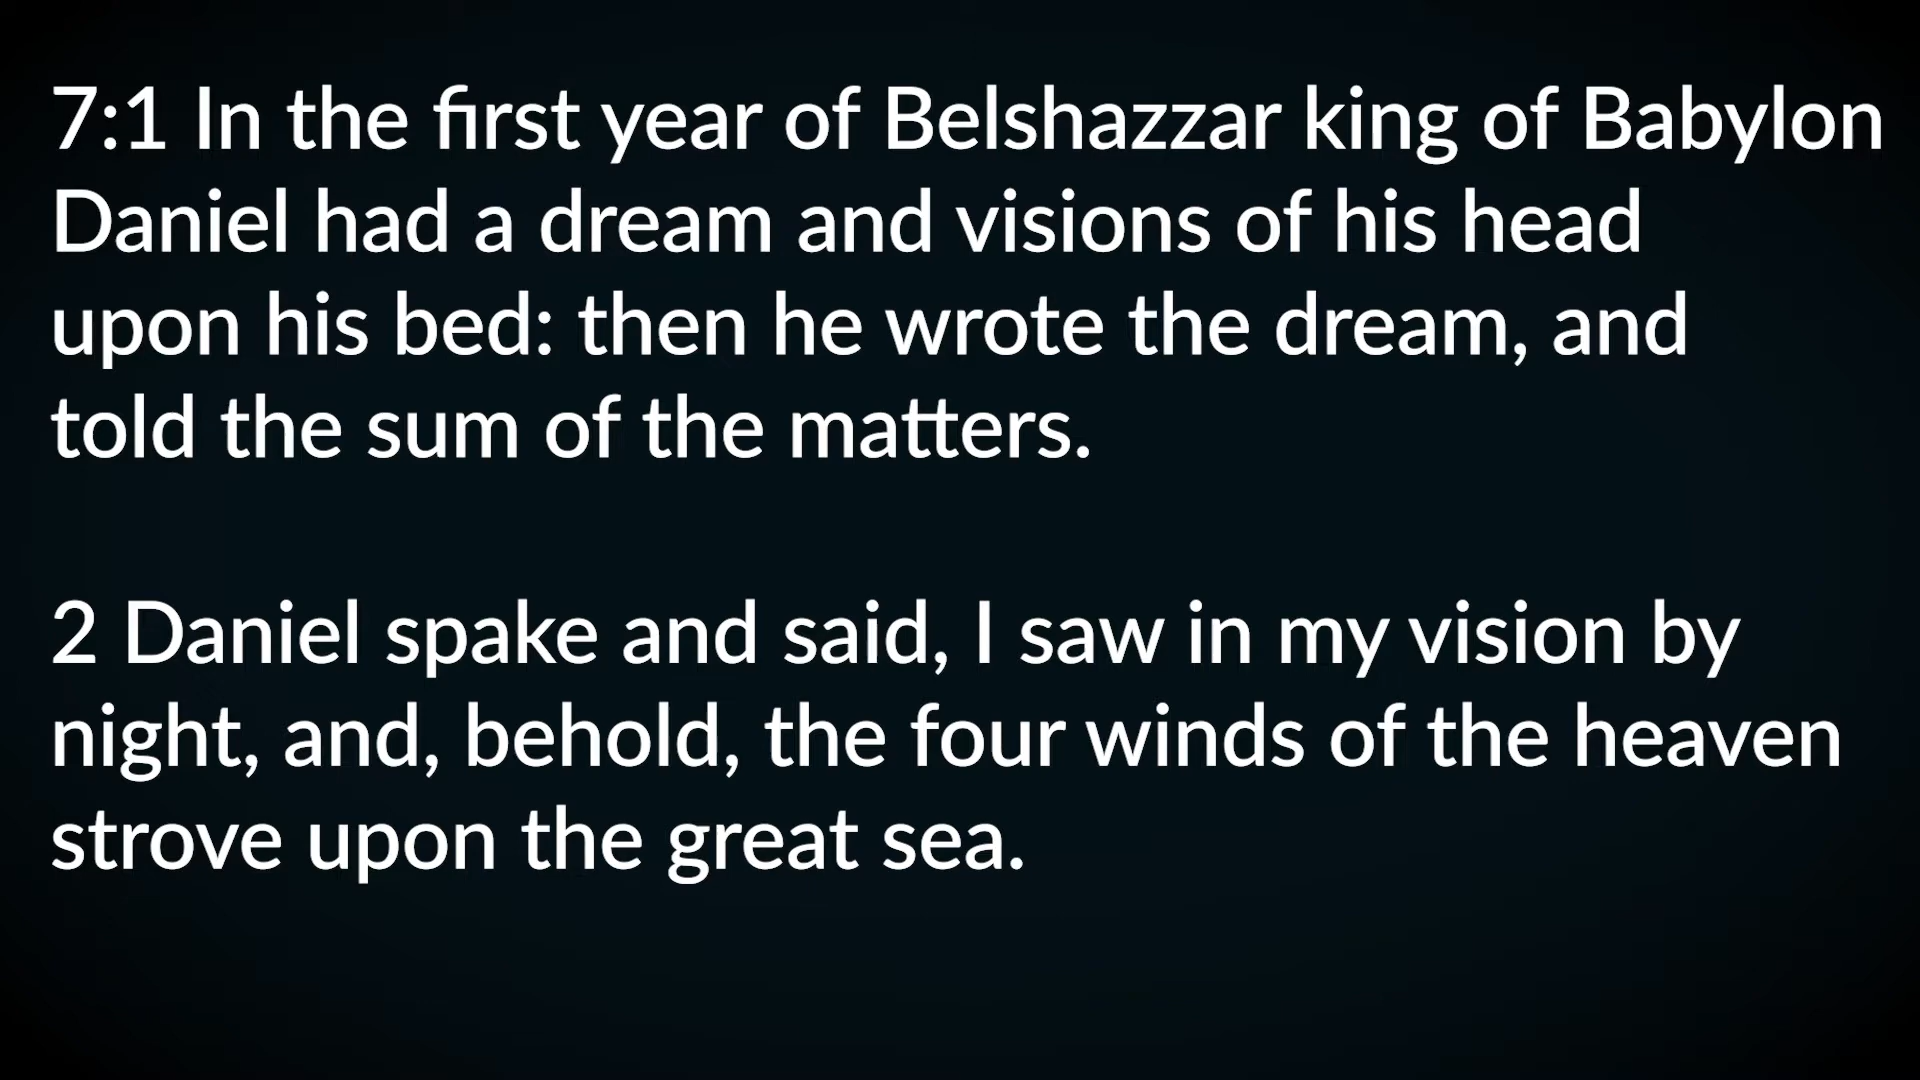 7:1 In the first year of Belshazzar king of Babylon
Daniel had a dream and visions of his head
upon his bed: then he wrote the dream, and
told the sum of the matters.
2 Daniel spake and said, I saw in my vision by
night, and, behold, the four winds of the heaven
strove upon the great sea.